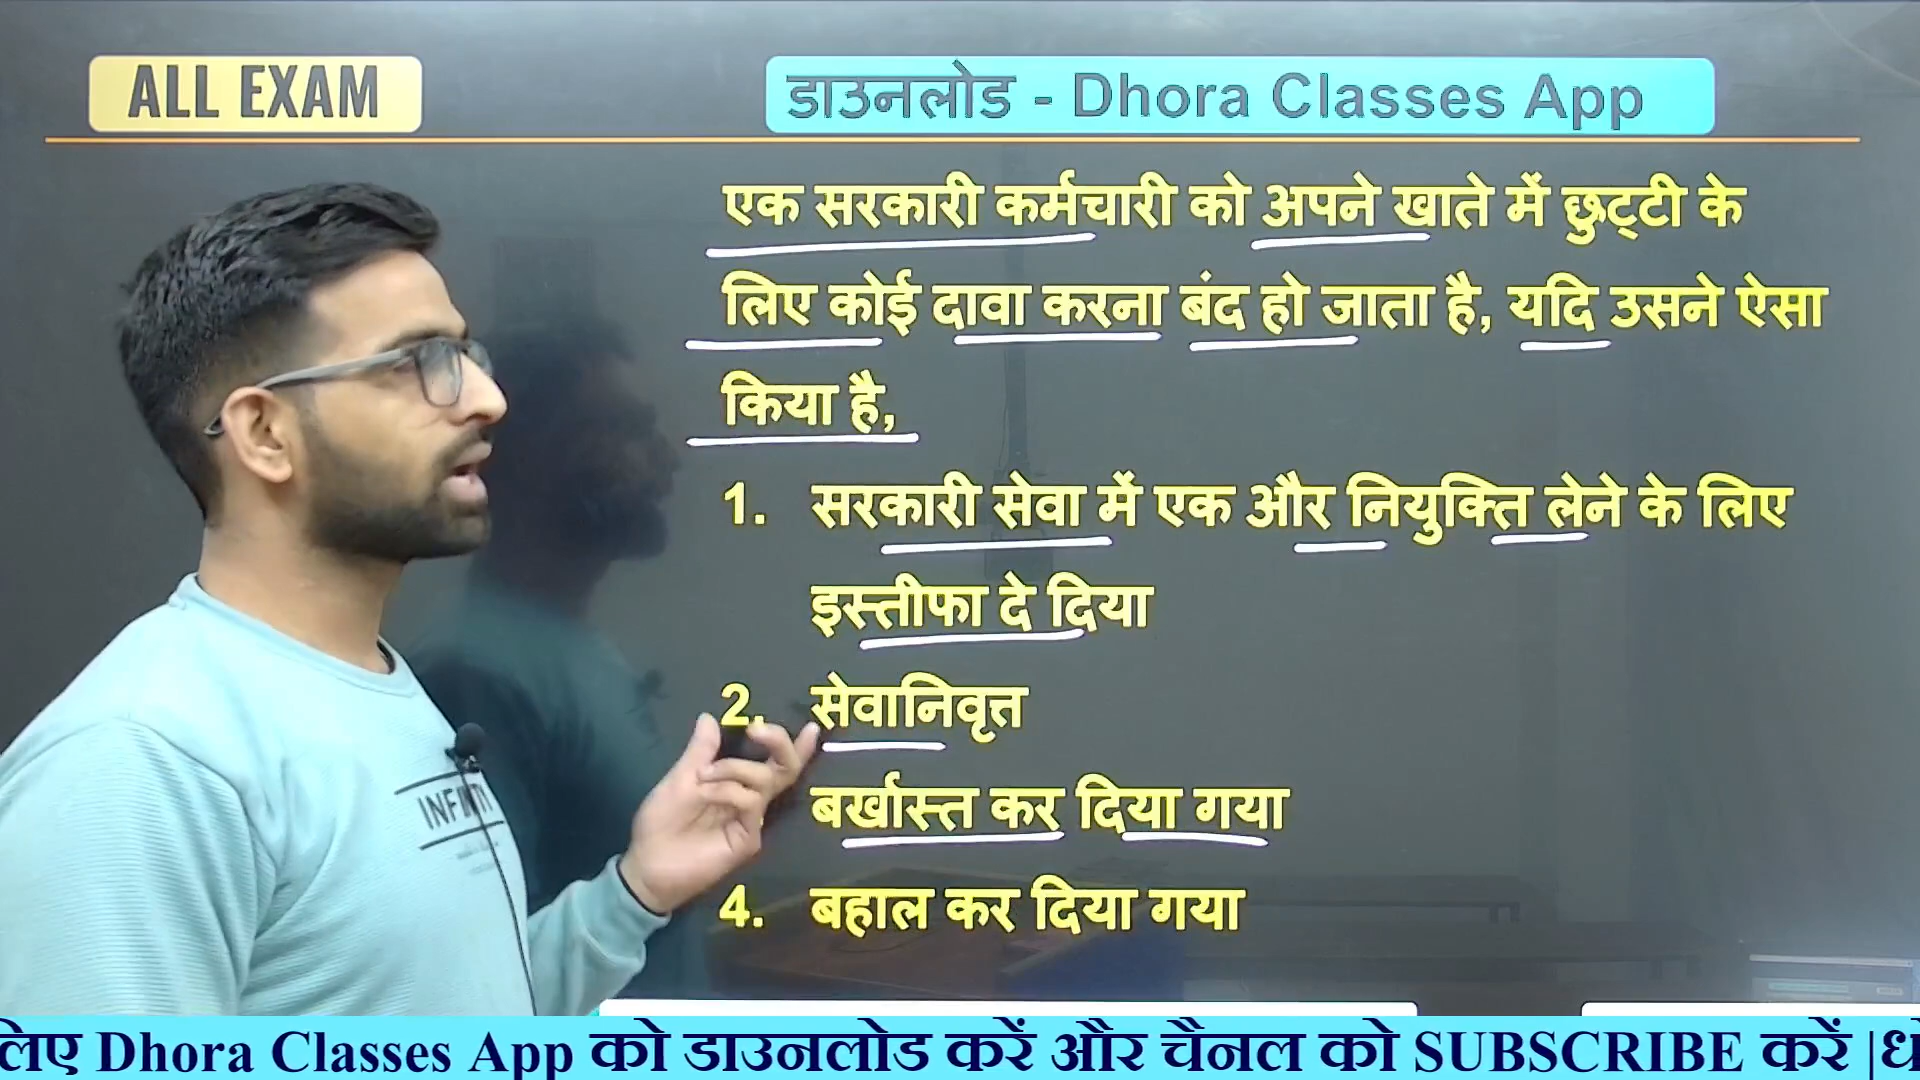 ALL EXAM
डाउनलोड - Dhora Classes App
एक सरकारी कर्मचारी को अपने खाते में छुट्टी के
लिए कोई दावा करना बंद हो जाता है, यदि उसने ऐसा
किया है,
1. सरकारी सेवा में एक और नियुक्ति लेने के लिए
इस्तीफा दे दिया
2. सेवानिवृत्त
बर्खास्त कर दिया गया
4. बहाल कर दिया गया
लिए Dhora Classes App को डाउनलोड करें और चैनल को SUBSCRIBE करें |